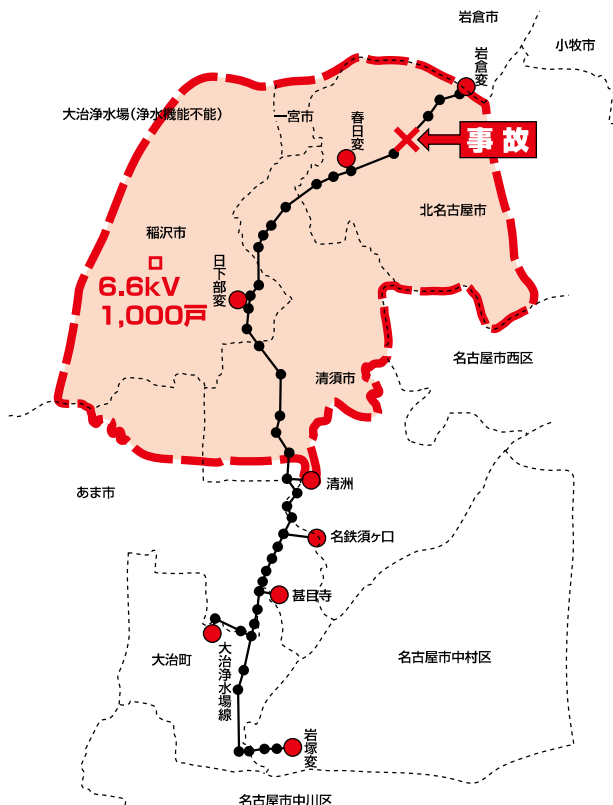 岩倉市
小牧市
岩倉変
大治浄水場(浄水機能不能)
一宮市
春日変
事故
北名古屋市
稲沢市
6.6kV
1,000戸
日下部変
名古屋市西区
清須市
あま市
清洲
名鉄須ヶ口
甚目寺
大治町
大治浄水場線
名古屋市中村区
岩塚変
名古屋市中川区